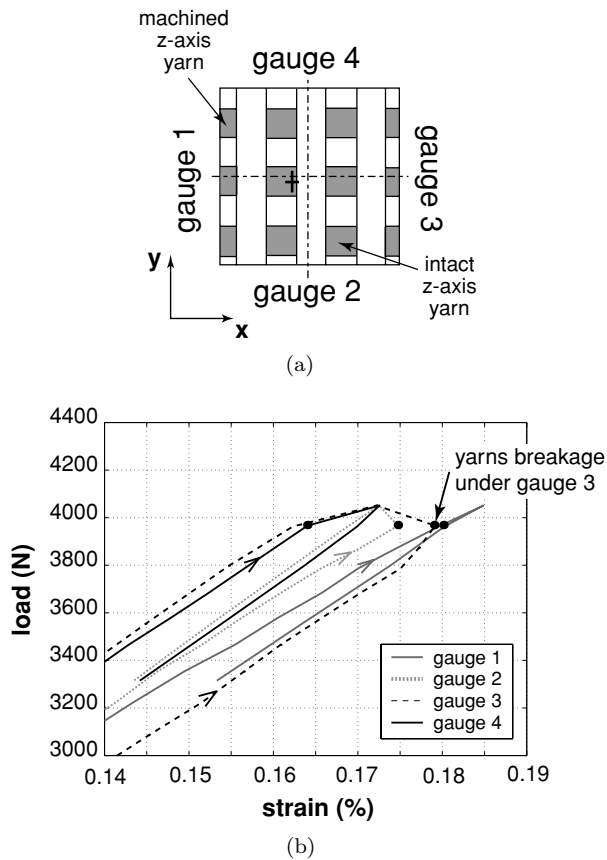 machined
z-axis
yarn
gauge 4
gauge 1
gauge 3
gauge 2
y
x
intact
z-axis
yarn
(a)
4400
4200
4000
3800
3600
3400
3200
3000
load (N)
yarns breakage
under gauge 3
gauge 1
gauge 2
gauge 3
gauge 4
0.14 0.15 0.16 0.17 0.18 0.19
strain (%)
(b)